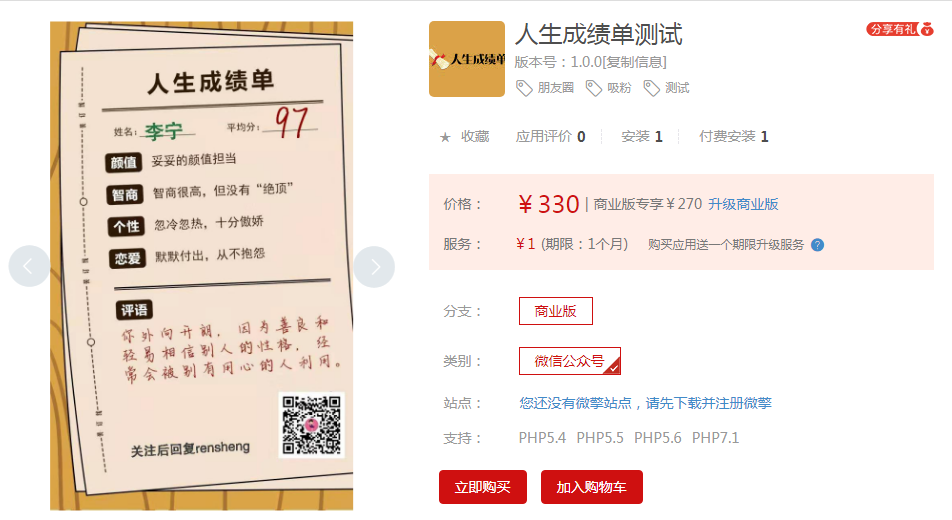 人生成绩单
姓名：李宁
平均分：97
颜值 妥妥的颜值担当
智商 智商很高，但没有“绝顶”
个性 忽冷忽热，十分傲娇
恋爱 默默付出，从不抱怨
评语
你外向开朗，因为善良和
轻易相信别人的性格，经
常会被别有用心的人利用。
关注后回复rensheng
人生成绩单
人生成绩单测试
分享有礼
版本号：1.0.0[复制信息]
朋友圈 吸粉 测试
★ 收藏 应用评价 0 安装 1 付费安装 1
价格： ￥330 | 商业版专享￥270 升级商业版
服务： ￥1 (期限：1个月) 购买应用送一个期限升级服务 ?
分支： 商业版
类别： 微信公众号
站点： 您还没有微擎站点，请先下载并注册微擎
支持： PHP5.4 PHP5.5 PHP5.6 PHP7.1
立即购买 加入购物车